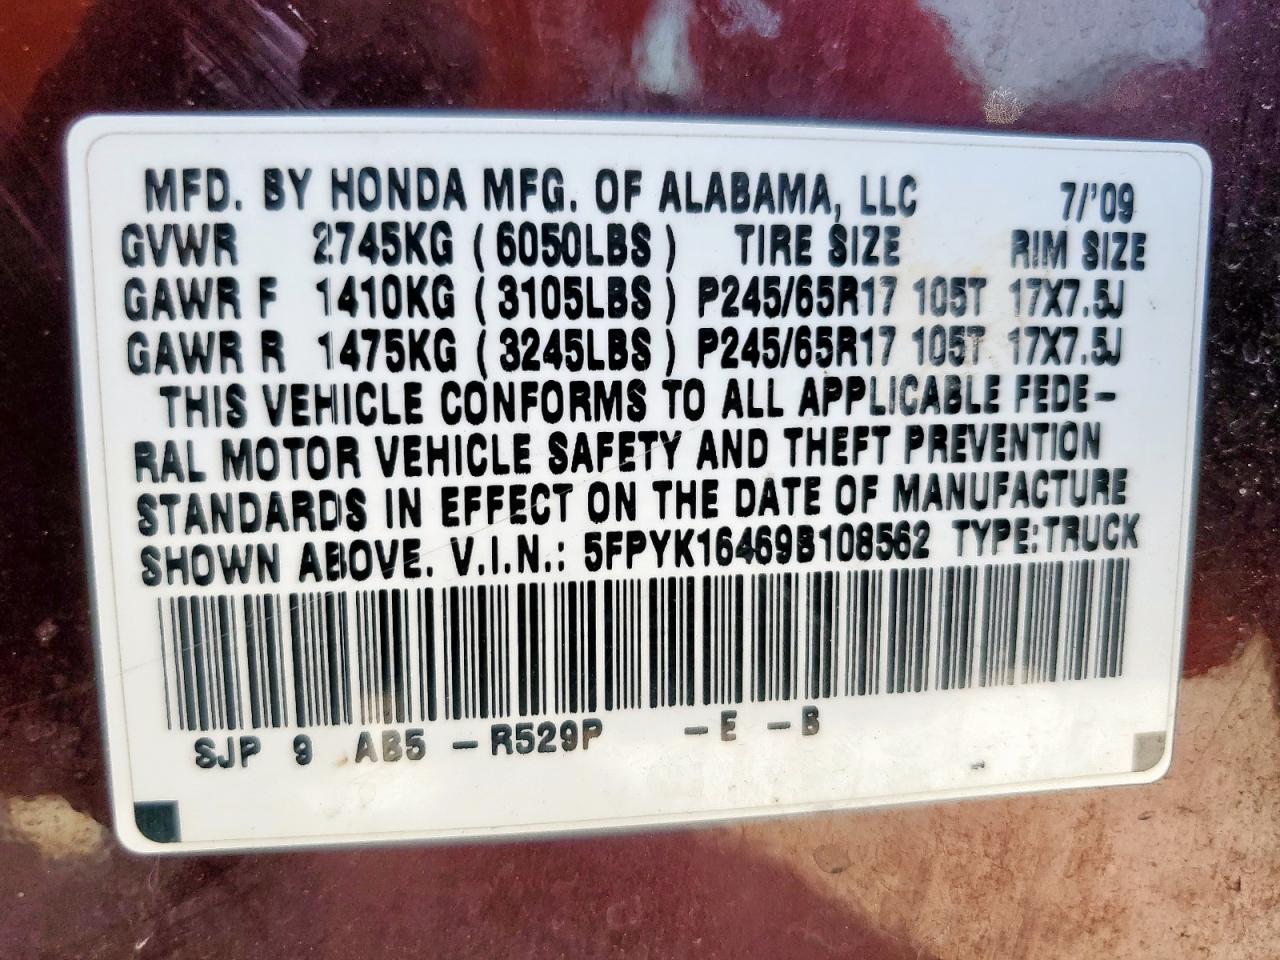 MFD. BY HONDA MFG. OF ALABAMA, LLC 7/'09
GVWR 2745KG ( 6050LBS ) TIRE SIZE RIM SIZE
GAWR F 1410KG ( 3105LBS ) P245/65R17 105T 17X7.5J
GAWR R 1475KG ( 3245LBS ) P245/65R17 105T 17X7.5J
THIS VEHICLE CONFORMS TO ALL APPLICABLE FEDE-
RAL MOTOR VEHICLE SAFETY AND THEFT PREVENTION
STANDARDS IN EFFECT ON THE DATE OF MANUFACTURE
SHOWN ABOVE. V.I.N.: 5FPYK16469B108562 TYPE:TRUCK
SJP 9 AB5 - R529P - E - B